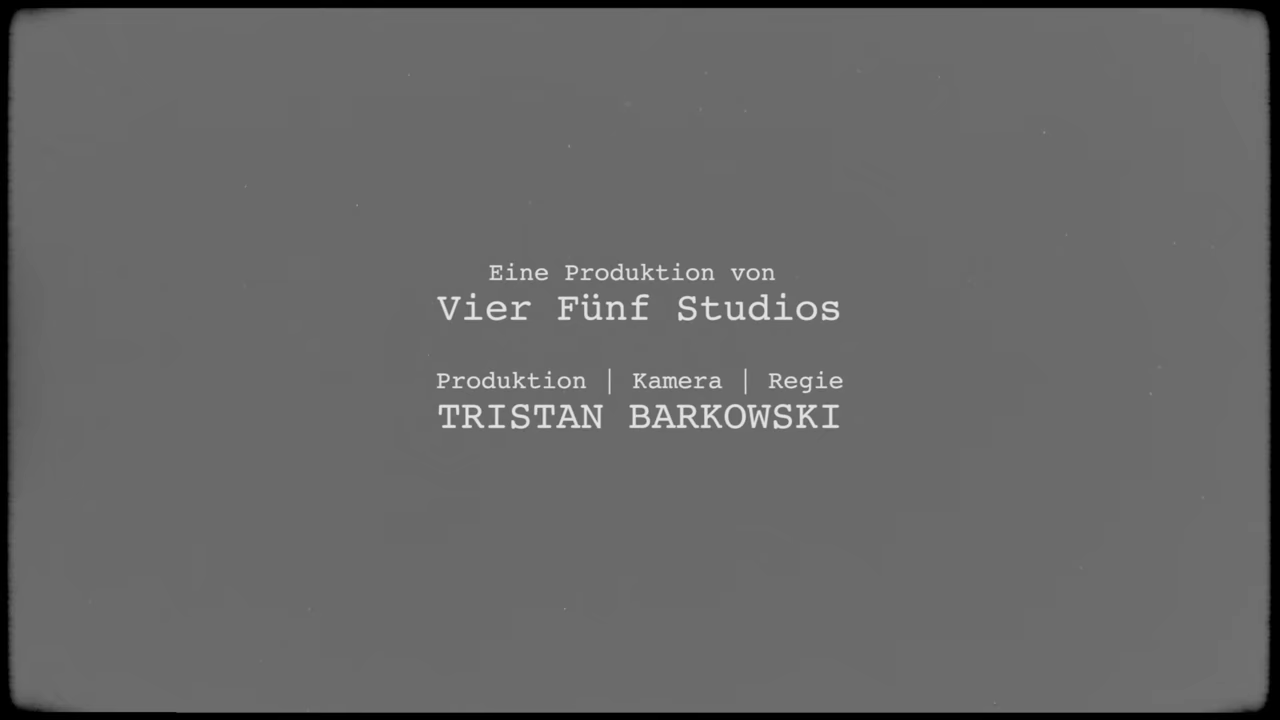 Eine Produktion von
Vier Fünf Studios
Produktion | Kamera | Regie
TRISTAN BARKOWSKI